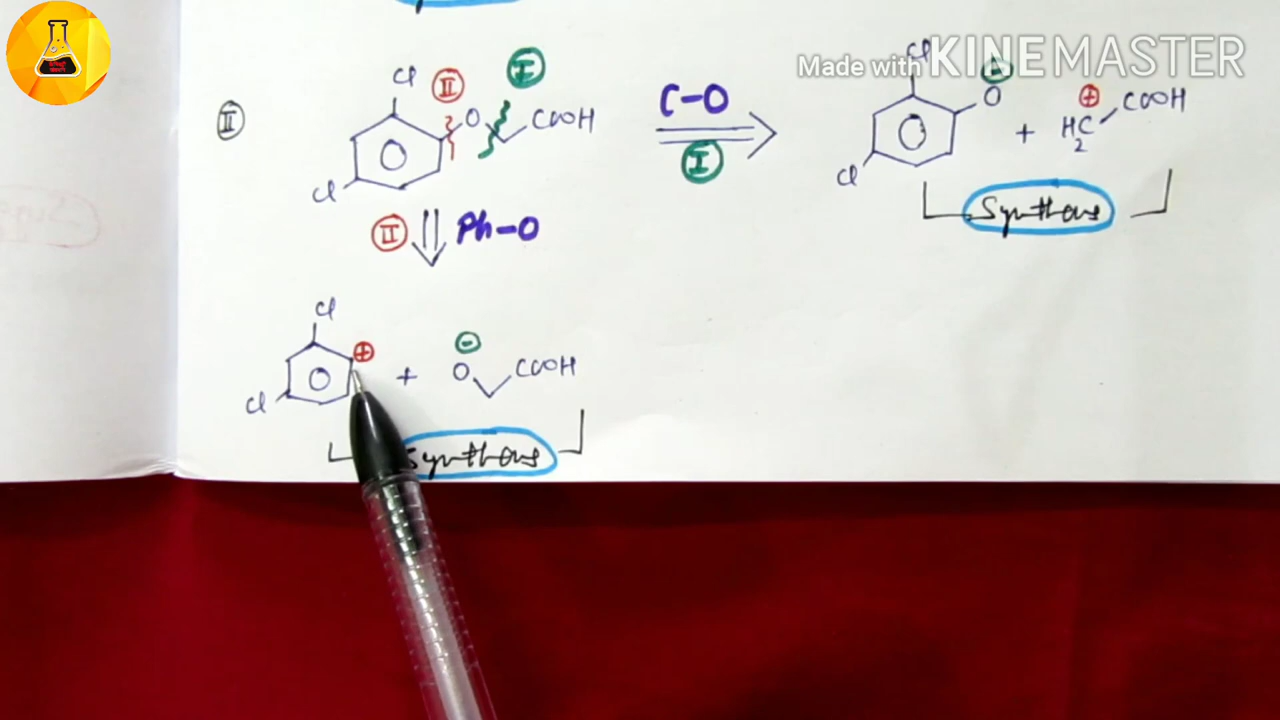 Made with KINEMASTER
II
Cl
II
I
O
COOH
Cl
C-O
I
Cl
O
Cl
+
⊕
H2C
COOH
Synthons
II
Ph-O
Cl
⊕
Cl
+
O
COOH
Synthons